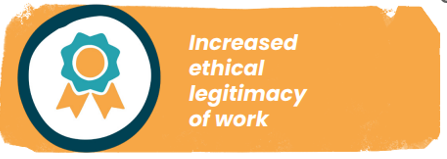 Increased
ethical
legitimacy
of work